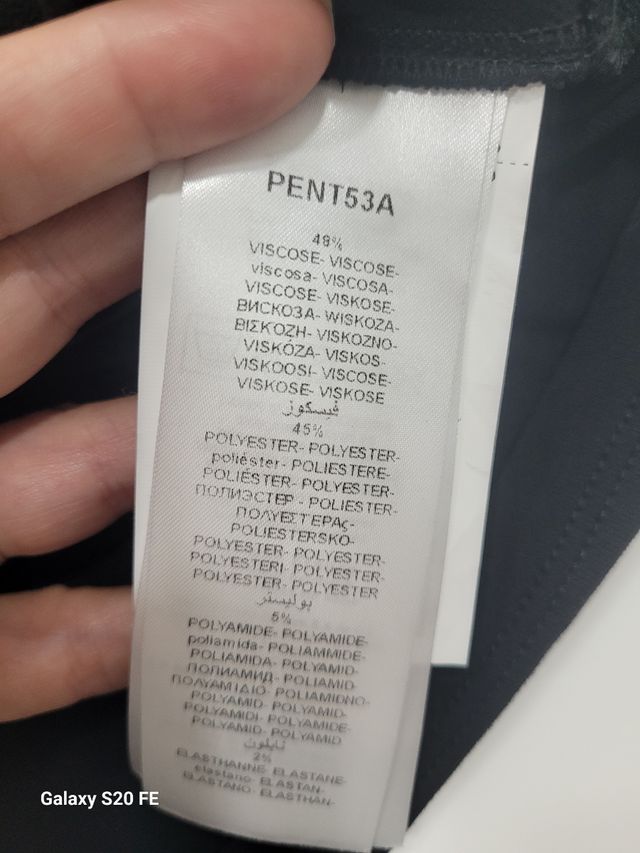 PENT53A
48%
VISCOSE- VISCOSE-
viscosa- VISCOSA-
VISCOSE- VISKOSE-
ВИСКОЗА- WISKOZA-
ΒΙΣΚΟΖΗ- VISKOZNO-
VISKÓZA- VISKOS-
VISKOOSI- VISCOSE-
VISKOSE- VISKOSE
فيسكوز
45%
POLYESTER- POLYESTER-
poliéster- POLIESTERE-
POLIÉSTER- POLYESTER-
ПОЛИЭСТЕР - POLIESTER-
ΠΟΛΥΕΣΤΕΡΑς-
POLIESTERSKO-
POLYESTER- POLYESTER-
POLYESTERI- POLYESTER-
POLYESTER- POLYESTER
بوليستر
5%
POLYAMIDE- POLYAMIDE-
poliamida- POLIAMMIDE-
POLIAMIDA- POLYAMID-
ПОЛИАМИД- POLIAMID-
ΠΟΛΥΑΜΙΔΙΟ- POLIAMIDNO-
POLYAMID- POLYAMID-
POLYAMIDI- POLYAMIDE-
POLYAMID- POLYAMID
نايلون
2%
ELASTHANNE- ELASTANE-
elastano- ELASTAN-
ELASTANO- ELASTHAN-
Galaxy S20 FE